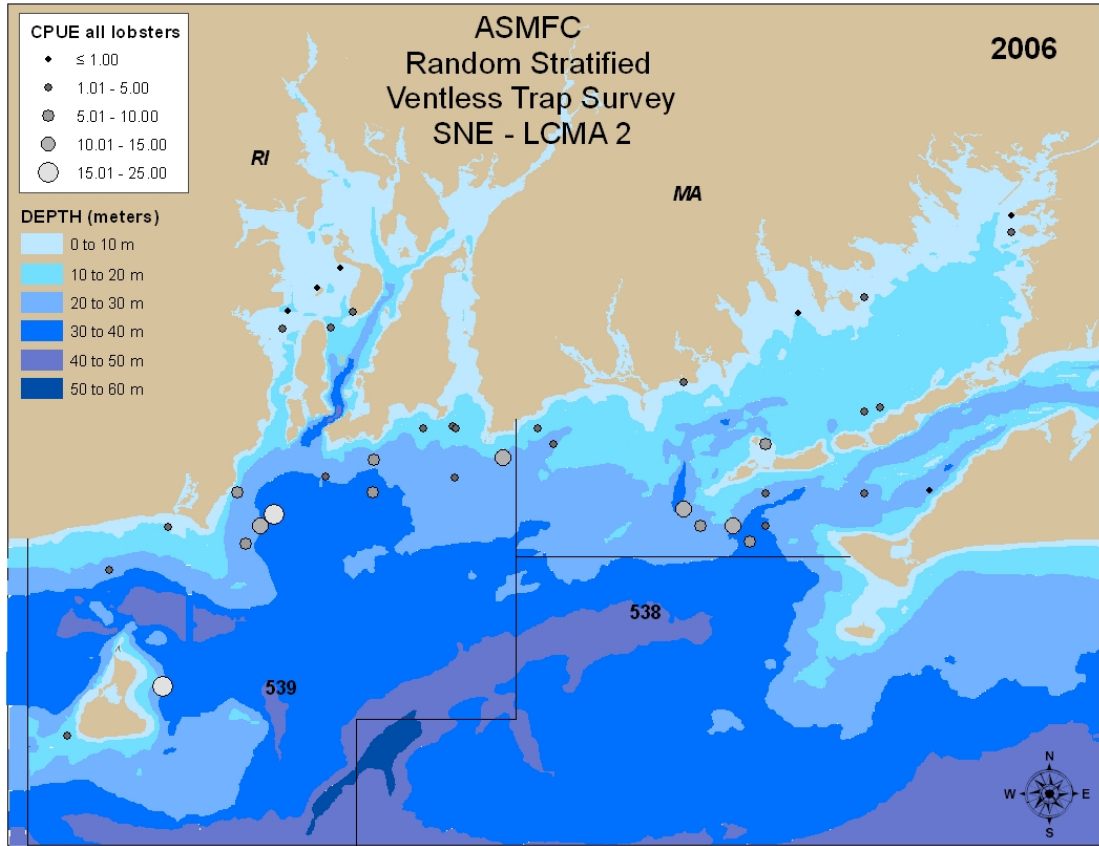 CPUE all lobsters
≤ 1.00
1.01 - 5.00
5.01 - 10.00
10.01 - 15.00
15.01 - 25.00
DEPTH (meters)
0 to 10 m
10 to 20 m
20 to 30 m
30 to 40 m
40 to 50 m
50 to 60 m
ASMFC
Random Stratified
Ventless Trap Survey
SNE - LCMA 2
2006
RI
MA
538
539
N
W E
S